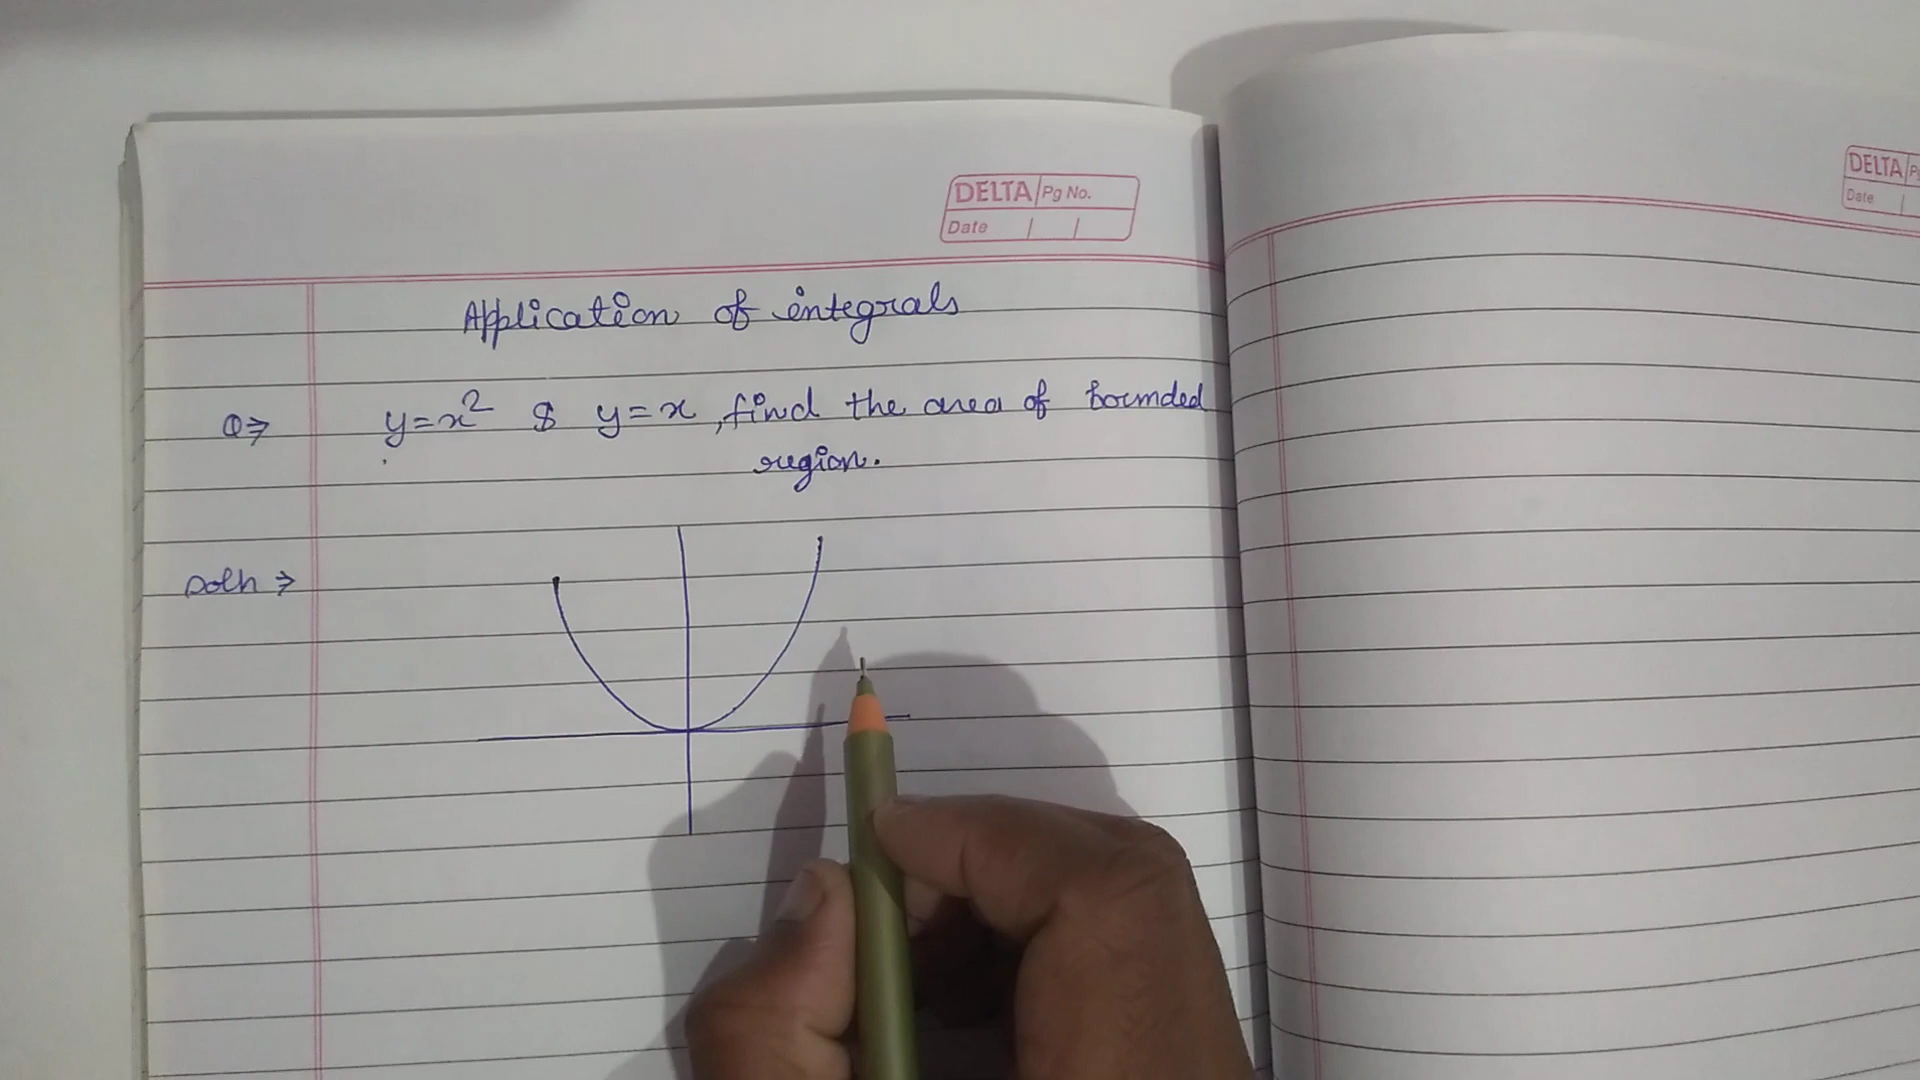 DELTA Pg No.
Date / /
DELTA P
Date /
Application of integrals
Q⇒ y=x² & y=x, find the area of bounded
region.
Soln ⇒